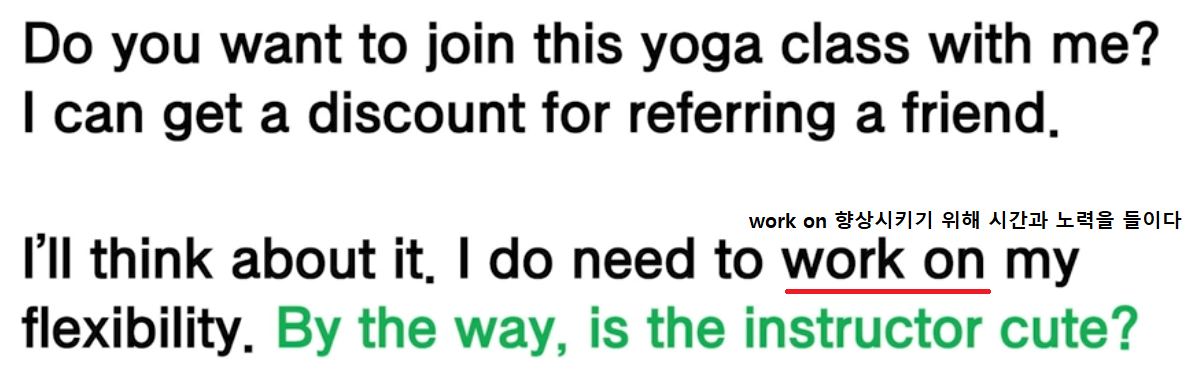 Do you want to join this yoga class with me?
I can get a discount for referring a friend.
work on 향상시키기 위해 시간과 노력을 들이다
I'll think about it. I do need to work on my
flexibility. By the way, is the instructor cute?